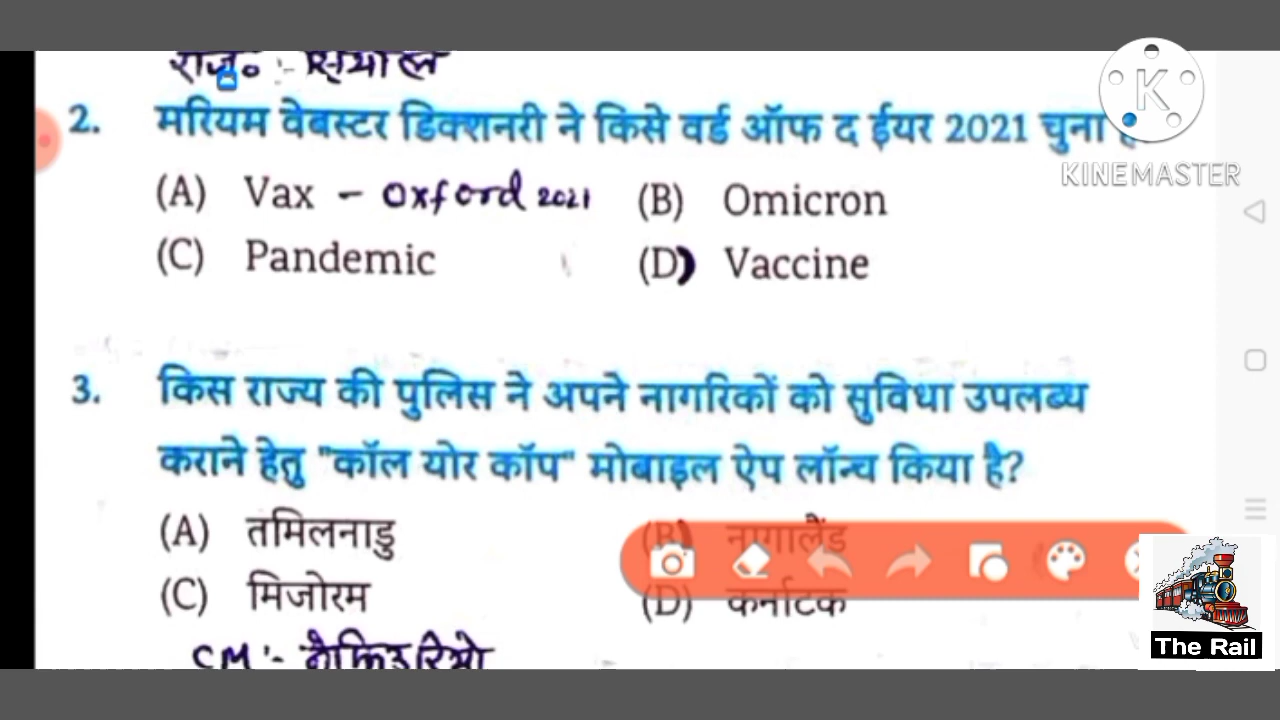 राज॰ :- सियोल
2. मरियम वेबस्टर डिक्शनरी ने किसे वर्ड ऑफ द ईयर 2021 चुना है
(A) Vax - Oxford 2021 (B) Omicron
(C) Pandemic (D) Vaccine
3. किस राज्य की पुलिस ने अपने नागरिकों को सुविधा उपलब्ध
कराने हेतु "कॉल योर कॉप" मोबाइल ऐप लॉन्च किया है?
(A) तमिलनाडु (B) नागालैंड
(C) मिजोरम (D) कर्नाटक
CM :- नेफिउ रियो
K
KINEMASTER
The Rail